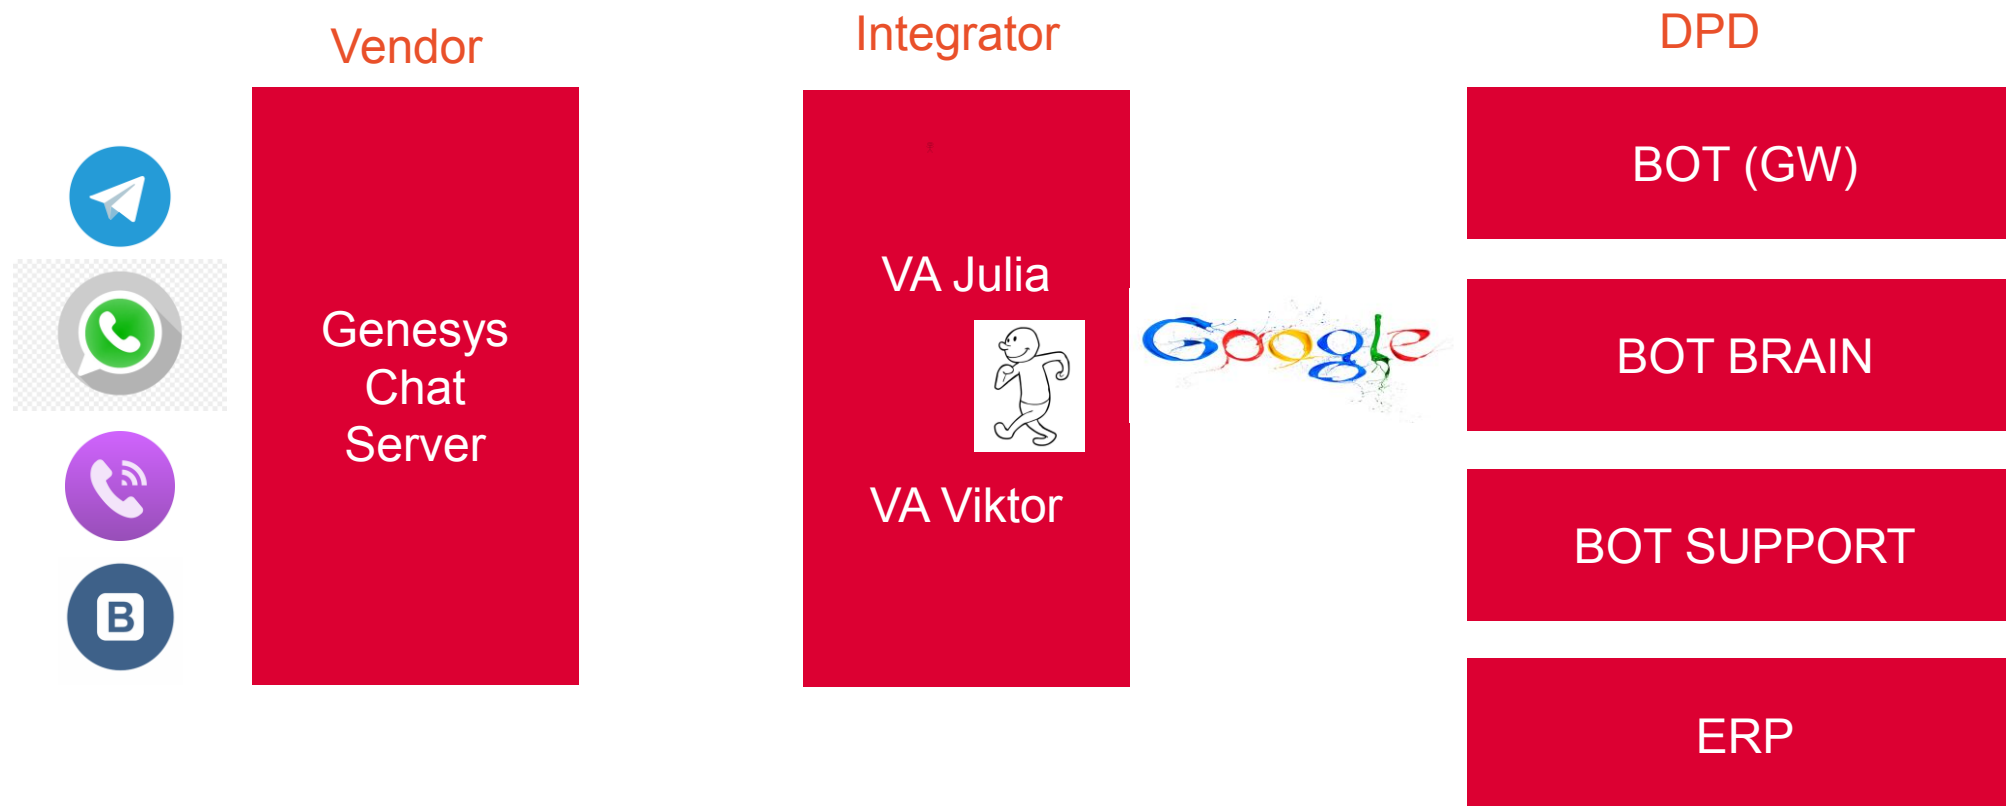 Vendor
Integrator
DPD
Genesys
Chat
Server
VA Julia
VA Viktor
Google
BOT (GW)
BOT BRAIN
BOT SUPPORT
ERP
B